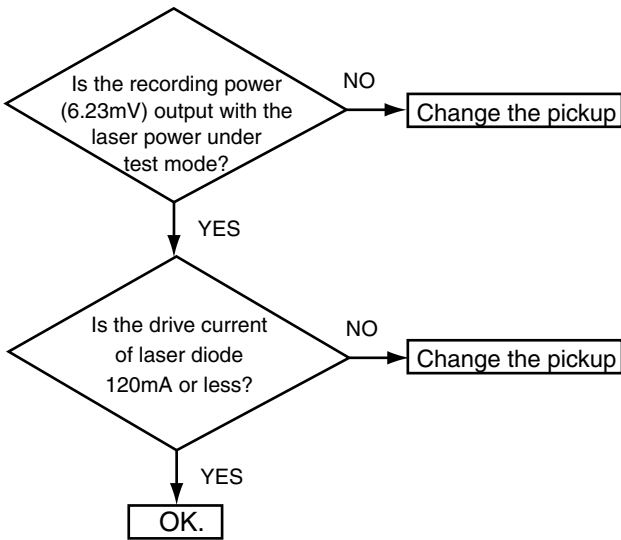 Is the recording power
(6.23mV) output with the
laser power under
test mode?
NO
Change the pickup
YES
Is the drive current
of laser diode
120mA or less?
NO
Change the pickup
YES
OK.